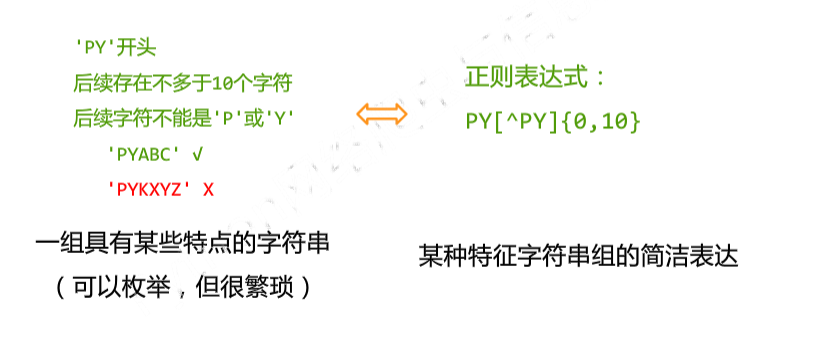 'PY'开头
后续存在不多于10个字符
后续字符不能是'P'或'Y'
'PYABC' √
'PYKXYZ' X
一组具有某些特点的字符串
（可以枚举，但很繁琐）
正则表达式：
PY[^PY]{0,10}
某种特征字符串组的简洁表达